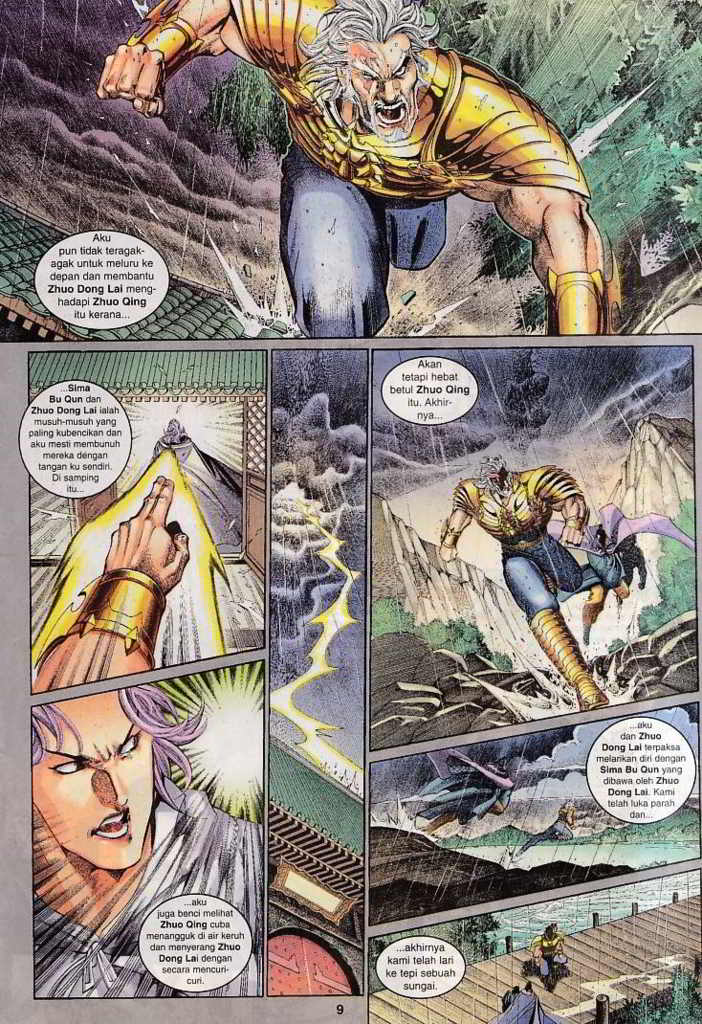 Aku
pun tidak teragak-
agak untuk meluru ke
depan dan membantu
Zhuo Dong Lai meng-
hadapi Zhuo Qing
itu kerana...
...Sima
Bu Qun dan
Zhuo Dong Lai ialah
musuh-musuh yang
paling kubencikan dan
aku mesti membunuh
mereka dengan
tangan ku sendiri.
Di samping
itu...
...aku
juga benci melihat
Zhuo Qing cuba
menangguk di air keruh
dan menyerang Zhuo
Dong Lai dengan
secara mencuri-
curi.
Akan
tetapi hebat
betul Zhuo Qing
itu. Akhir-
nya...
...aku
dan Zhuo
Dong Lai terpaksa
melarikan diri dengan
Sima Bu Qun yang
dibawa oleh Zhuo
Dong Lai. Kami
telah luka parah
dan...
...akhirnya
kami telah lari
ke tepi sebuah
sungai.
9